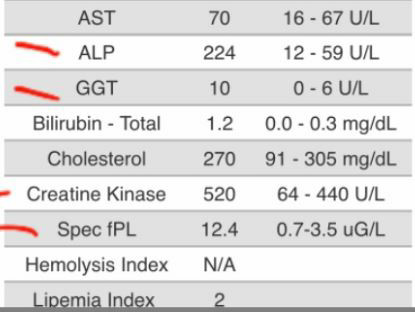 AST 70 16 - 67 U/L
ALP 224 12 - 59 U/L
GGT 10 0 - 6 U/L
Bilirubin - Total 1.2 0.0 - 0.3 mg/dL
Cholesterol 270 91 - 305 mg/dL
Creatine Kinase 520 64 - 440 U/L
Spec fPL 12.4 0.7-3.5 uG/L
Hemolysis Index N/A
Lipemia Index 2